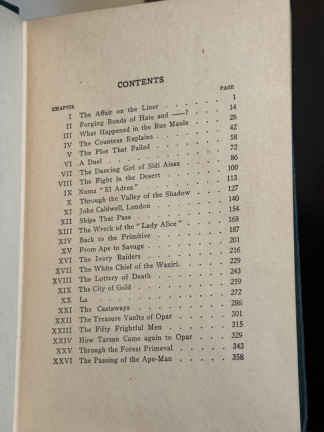 CONTENTS
CHAPTER PAGE
I The Affair on the Liner 1
II Forging Bonds of Hate and ——? 14
III What Happened in the Rue Maule 28
IV The Countess Explains 42
V The Plot That Failed 58
VI A Duel 72
VII The Dancing Girl of Sidi Aissa 86
VIII The Fight in the Desert 100
IX Numa "El Adrea" 113
X Through the Valley of the Shadow 127
XI John Caldwell, London 140
XII Ships That Pass 154
XIII The Wreck of the "Lady Alice" 168
XIV Back to the Primitive 187
XV From Ape to Savage 201
XVI The Ivory Raiders 216
XVII The White Chief of the Waziri 229
XVIII The Lottery of Death 243
XIX The City of Gold 259
XX La 272
XXI The Castaways 286
XXII The Treasure Vaults of Opar 301
XXIII The Fifty Frightful Men 315
XXIV How Tarzan Came again to Opar 329
XXV Through the Forest Primeval 343
XXVI The Passing of the Ape-Man 358